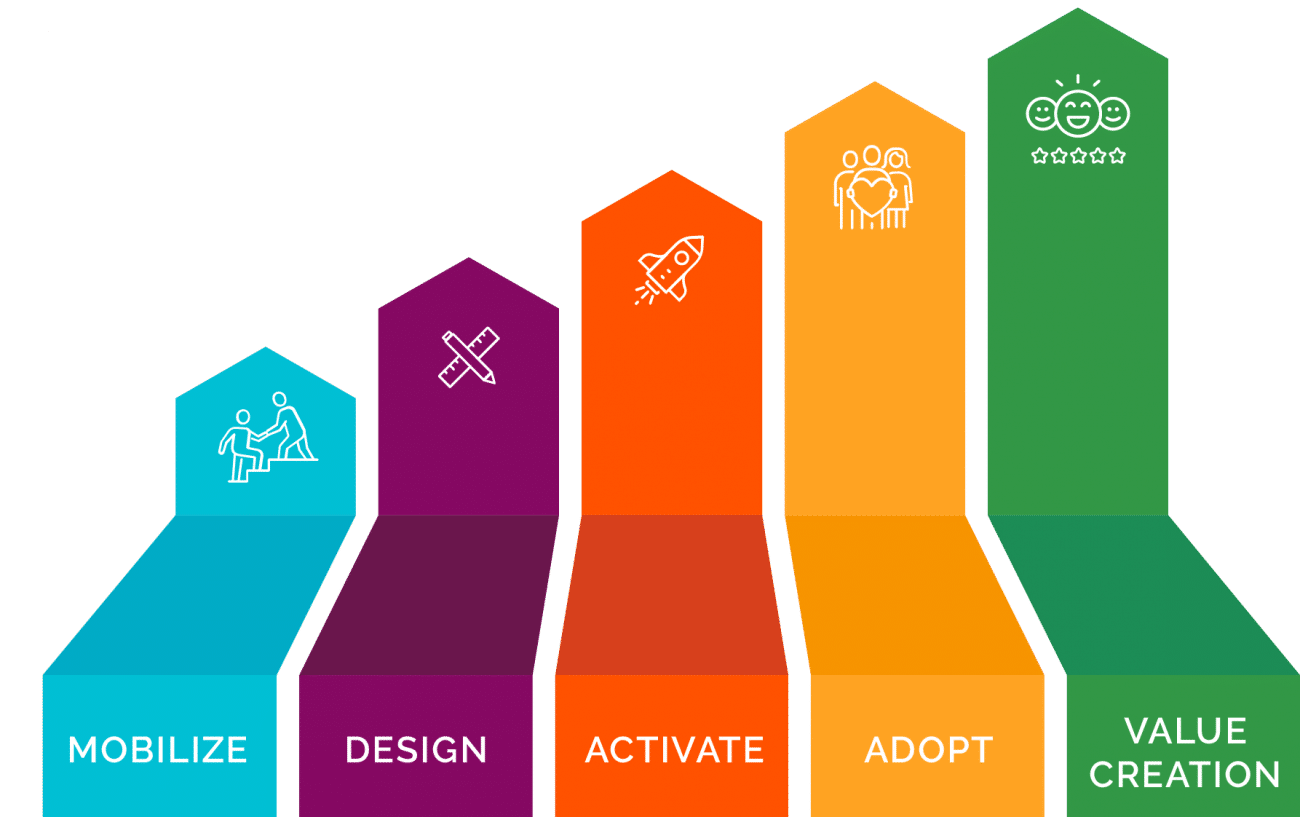 MOBILIZE
DESIGN
ACTIVATE
ADOPT
VALUE
CREATION